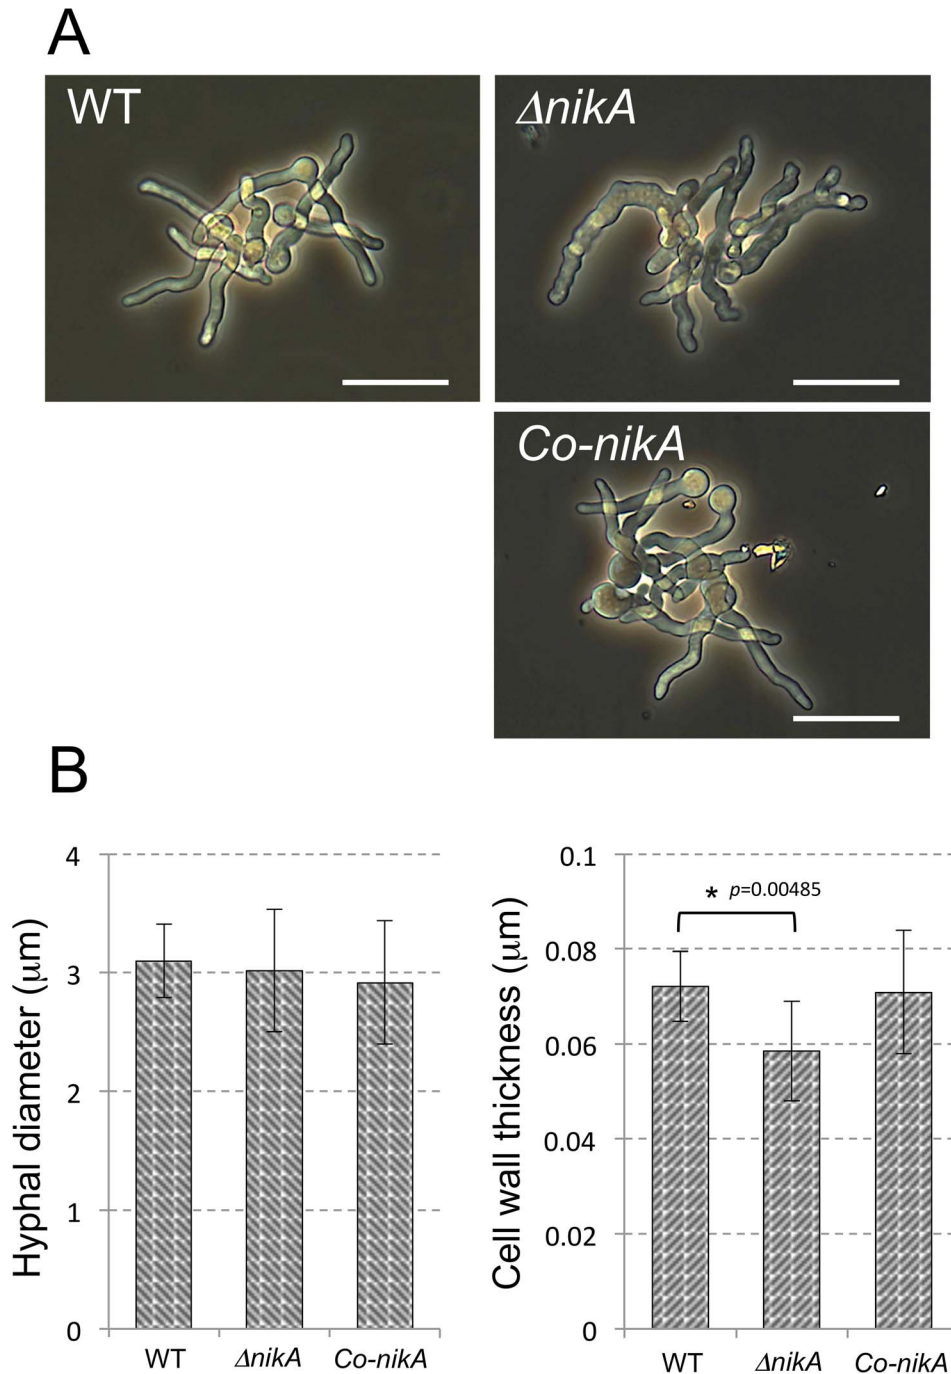 A
WT
ΔnikA
Co-nikA
B
Hyphal diameter (μm)
4
3
2
1
0
WT
ΔnikA
Co-nikA
Cell wall thickness (μm)
0.1
0.08
0.06
0.04
0.02
0
* p=0.00485
WT
ΔnikA
Co-nikA